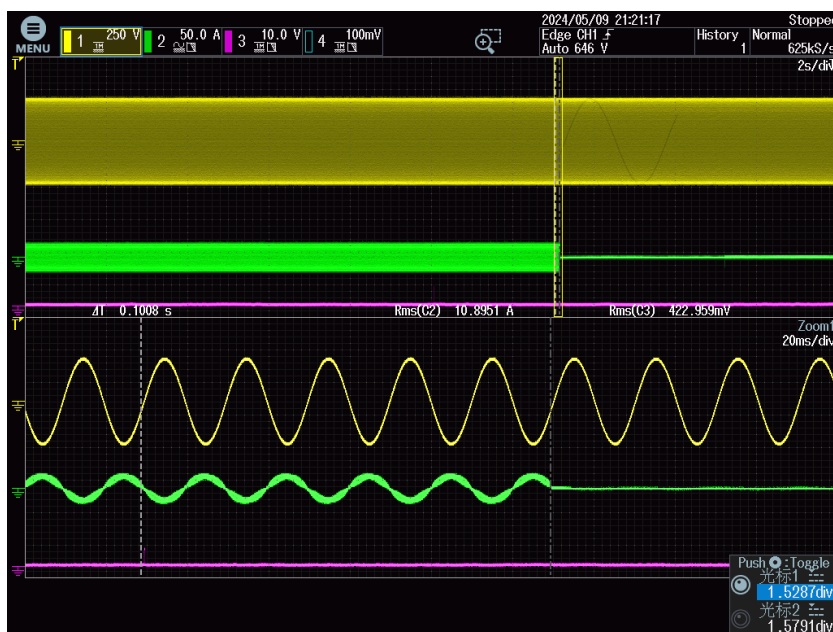 2024/05/09 21:21:17 Stopped
MENU
1 250 V
2 50.0 A
3 10.0 V
4 100mV
Edge CH1
Auto 646 V
History
1
Normal
625kS/s
2s/div
T
ΔT 0.1008 s
Rms(C2) 10.8951 A
Rms(C3) 422.959mV
T
Zoom1
20ms/div
Push :Toggle
光标1
1.5287div
光标2
1.5791div